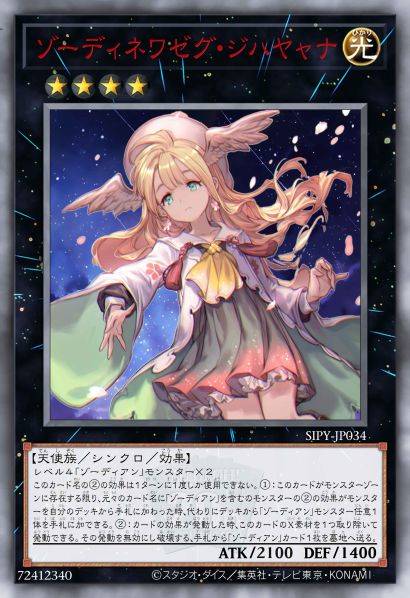 ゾーディネワゼグ・ジハヤャナ
ひかり
光
SIPY-JP034
【天使族／シンクロ／効果】
レベル４「ゾーディアン」モンスター×２
このカード名の②の効果は1ターンに1度しか使用できない。①：このカードがモンスターゾーンに存在する限り、元々のカード名に「ゾーディアン」を含むのモンスターの②の効果がモンスターを自分のデッキから手札に加わった時、代わりにデッキから「ゾーディアン」モンスター任意1体を手札に加できる。②：カードの効果が発動した時、このカードのX素材を1つ取り除いて発動できる。その発動を無効にし破壊する、手札から「ゾーディアン」カード1枚を墓地へ送る。
ATK/2100 DEF/1400
72412340
©スタジオ・ダイス／集英社・テレビ東京・KONAMI